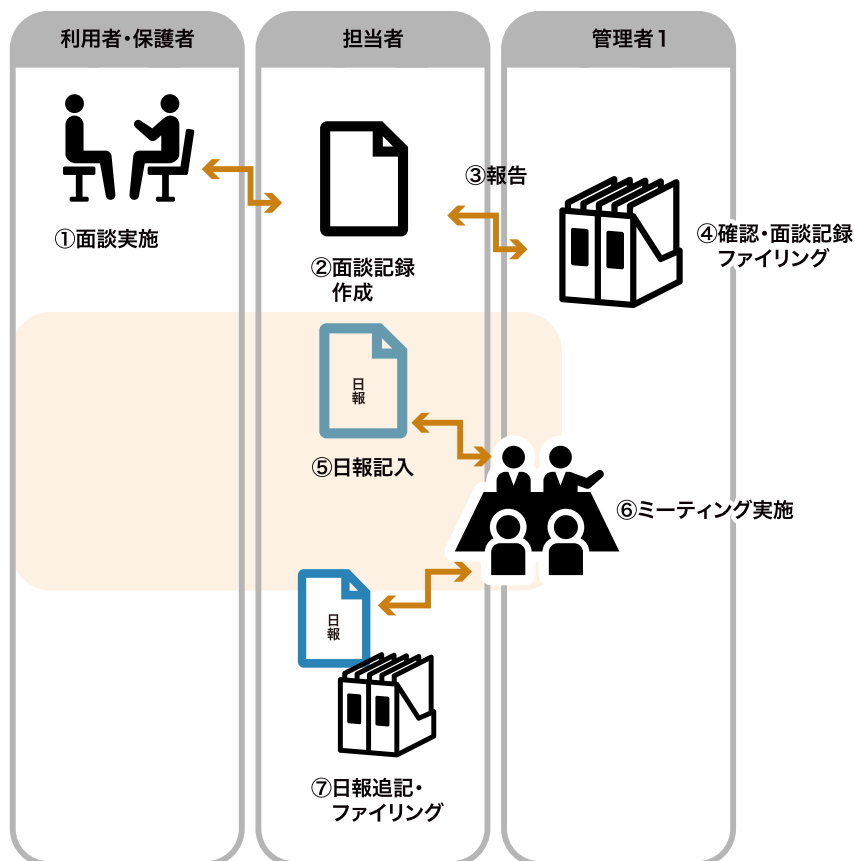 利用者・保護者
担当者
管理者1
①面談実施
②面談記録
作成
③報告
④確認・面談記録
ファイリング
日
報
⑤日報記入
⑥ミーティング実施
日
報
⑦日報追記・
ファイリング